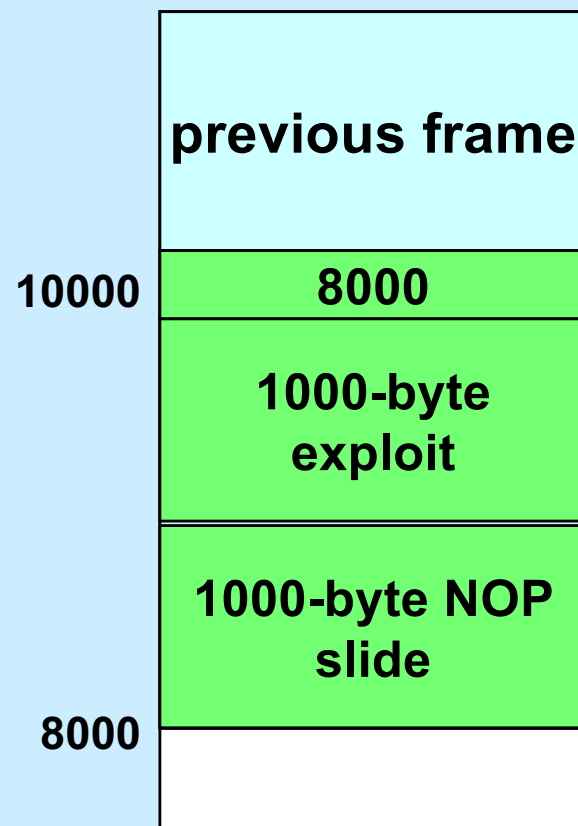 previous frame
10000
8000
1000-byte
exploit
1000-byte NOP
slide
8000